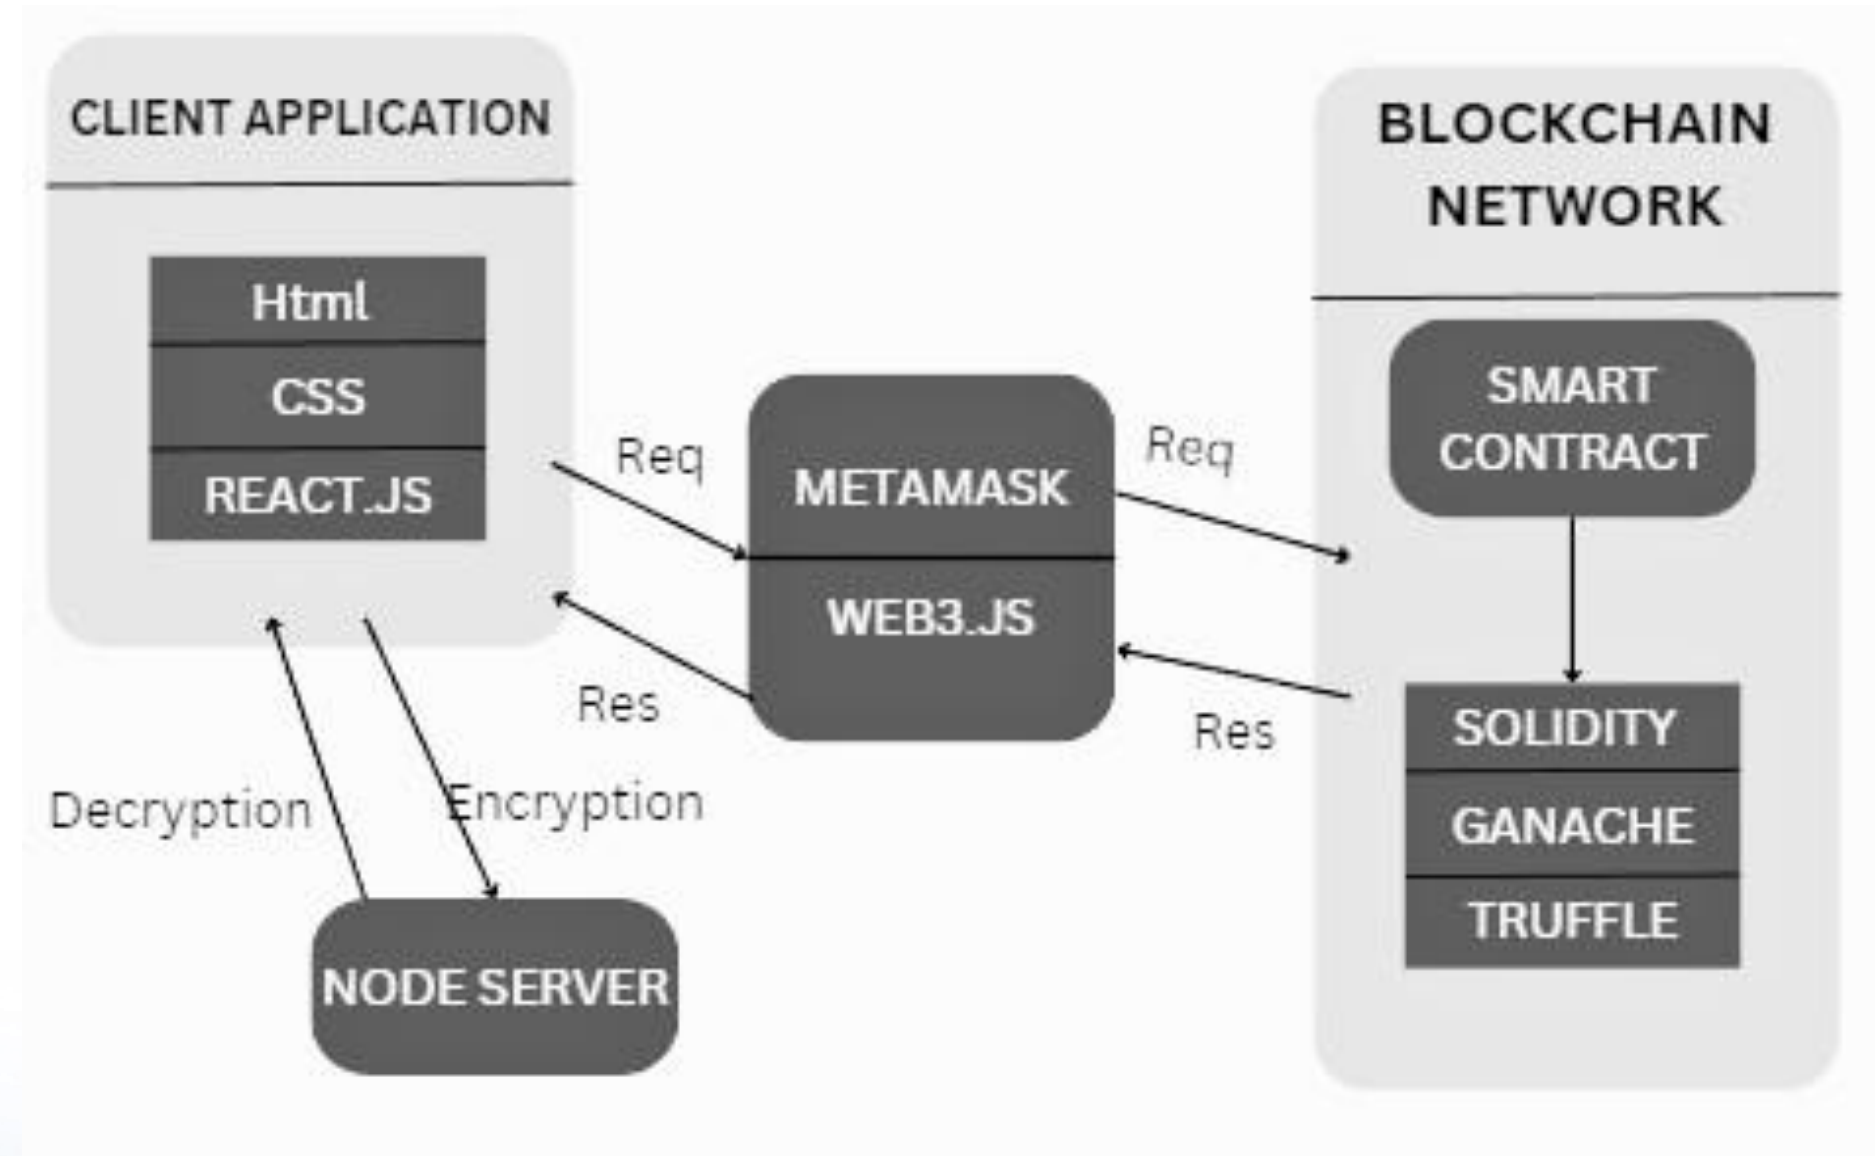 CLIENT APPLICATION
Html
CSS
REACT.JS
Req
Res
METAMASK
WEB3.JS
Req
Res
BLOCKCHAIN
NETWORK
SMART
CONTRACT
SOLIDITY
GANACHE
TRUFFLE
Decryption
Encryption
NODE SERVER